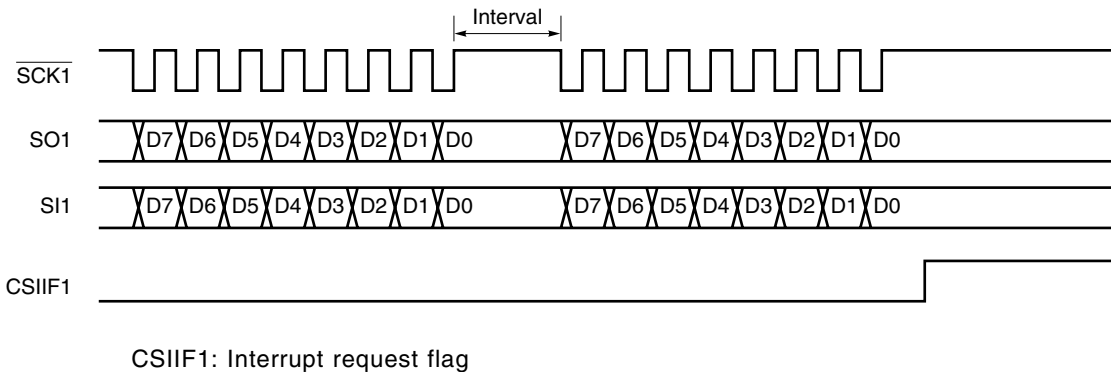 Interval
SCK1
SO1 D7 D6 D5 D4 D3 D2 D1 D0 D7 D6 D5 D4 D3 D2 D1 D0
SI1 D7 D6 D5 D4 D3 D2 D1 D0 D7 D6 D5 D4 D3 D2 D1 D0
CSIIF1
CSIIF1: Interrupt request flag